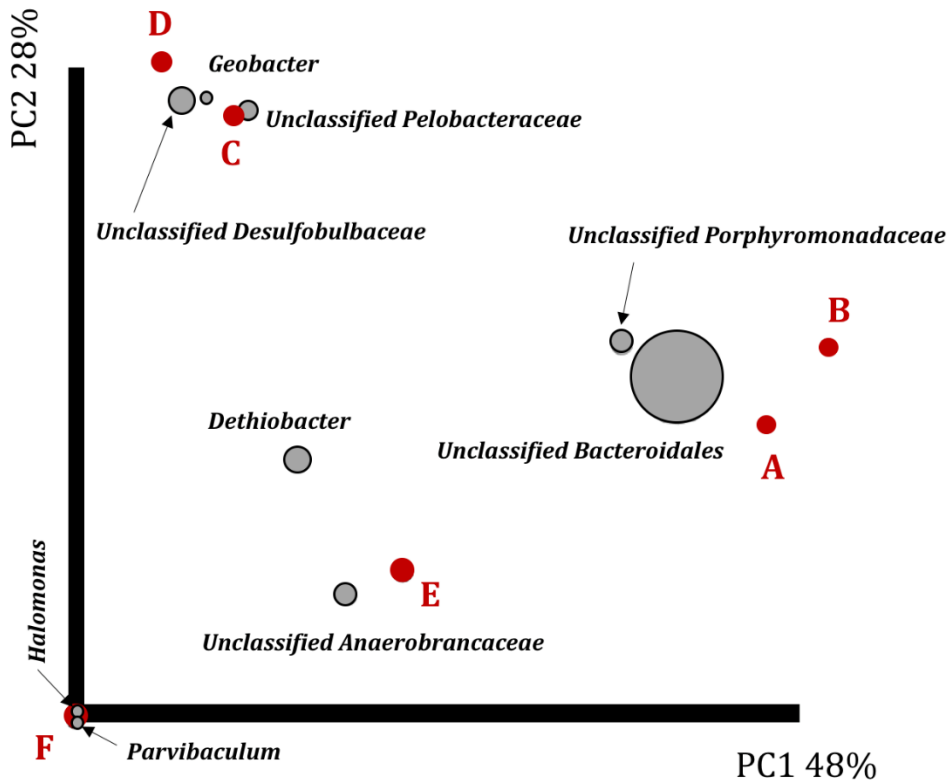 D
PC2 28%
Geobacter
Unclassified Pelobacteraceae
C
Unclassified Desulfobulbaceae
Unclassified Porphyromonadaceae
B
Dethiobacter
Unclassified Bacteroidales
A
Halomonas
E
Unclassified Anaerobrancaceae
F
Parvibaculum
PC1 48%